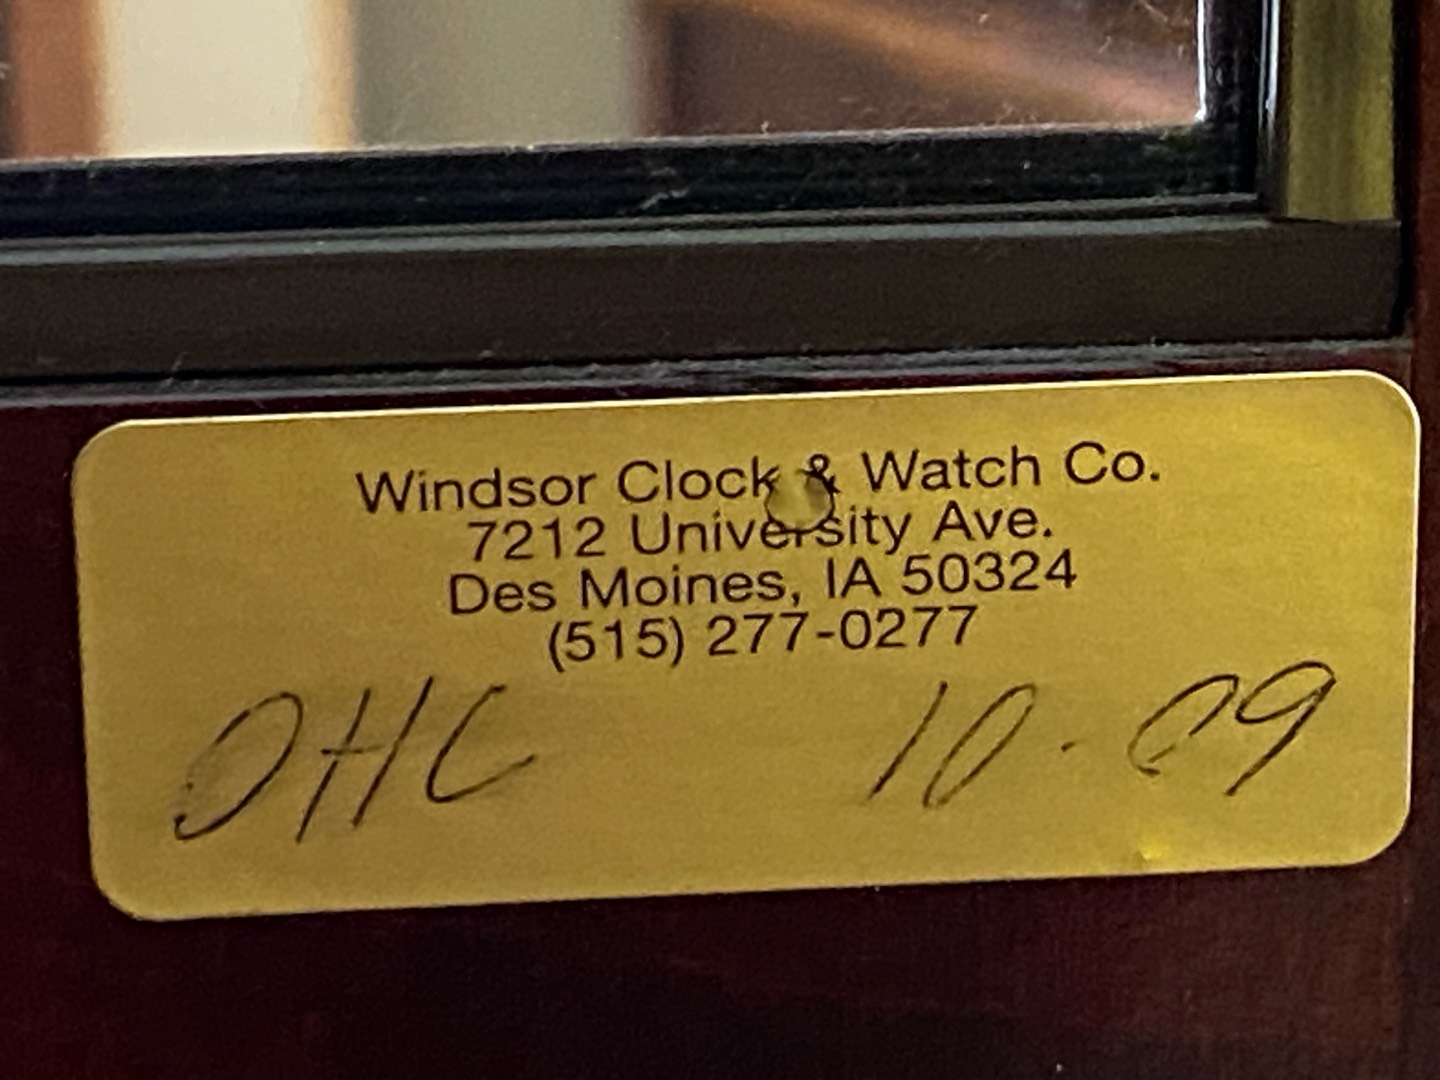 Windsor Clock & Watch Co.
7212 University Ave.
Des Moines, IA 50324
(515) 277-0277
OHC 10-09